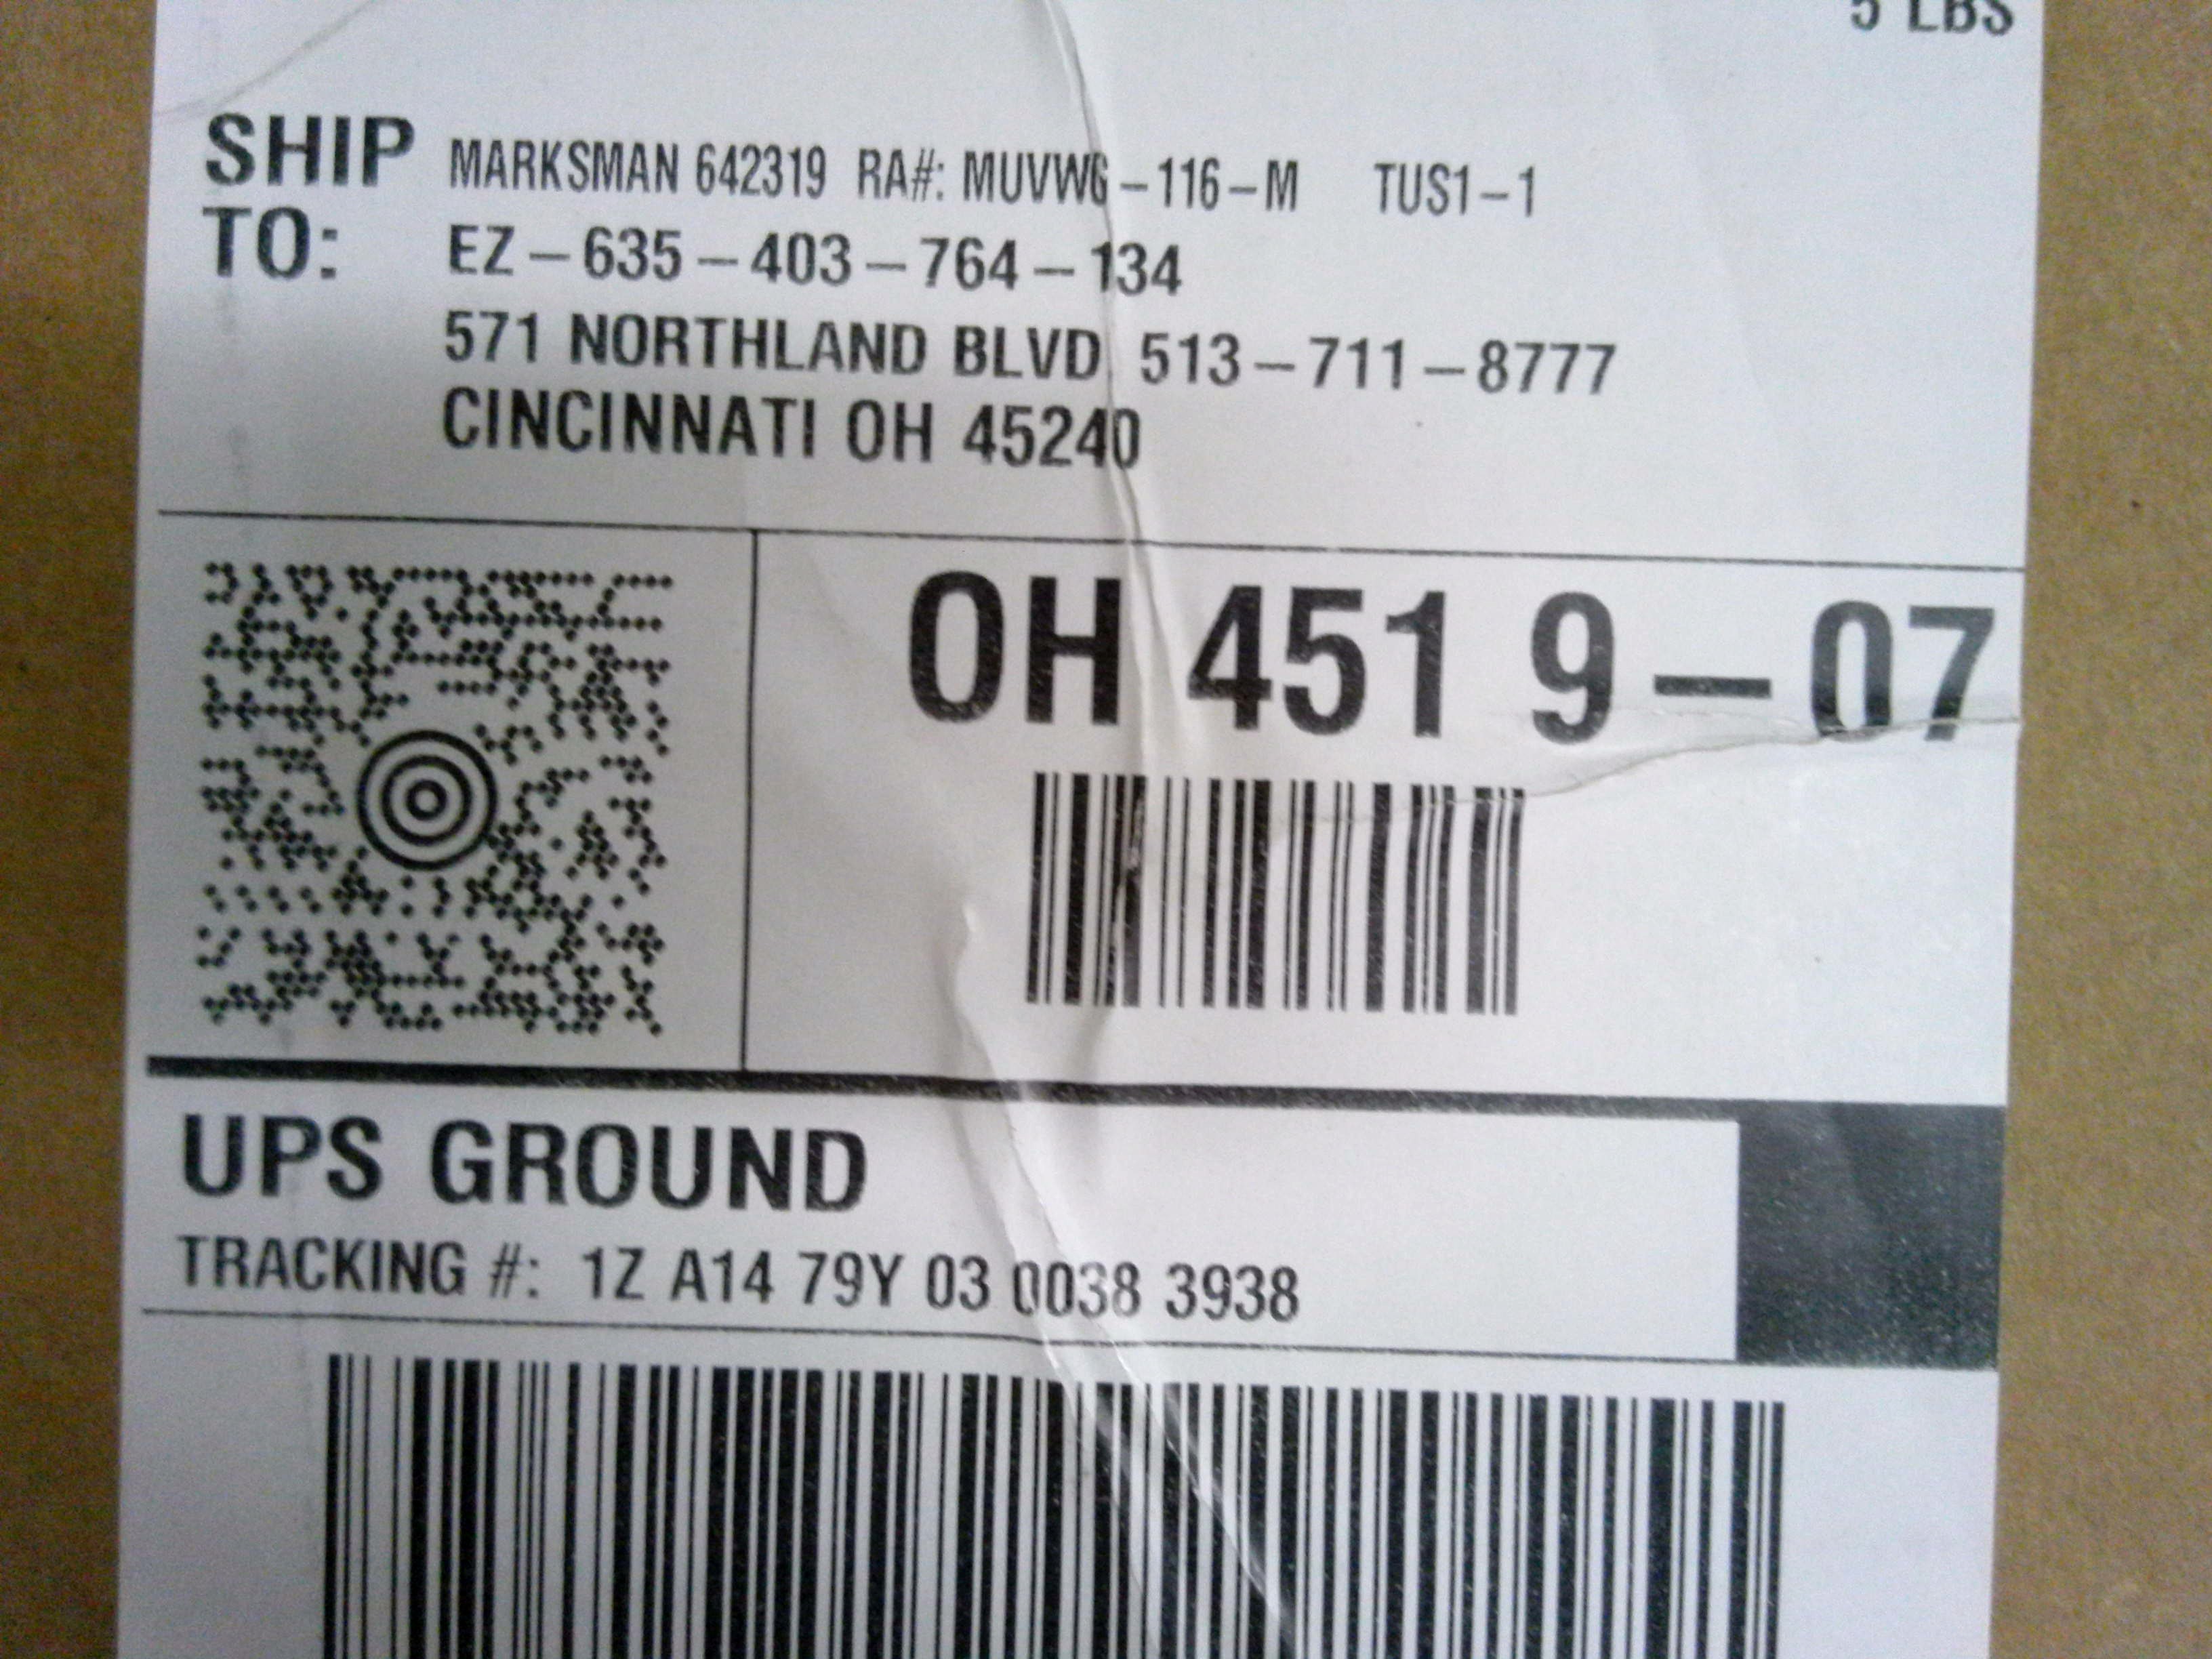 5 LBS
SHIP TO:
MARKSMAN 642319 RA#: MUVWG-116-M TUS1-1
EZ-635-403-764-134
571 NORTHLAND BLVD 513-711-8777
CINCINNATI OH 45240
OH 451 9-07
UPS GROUND
TRACKING #: 1Z A14 79Y 03 0038 3938